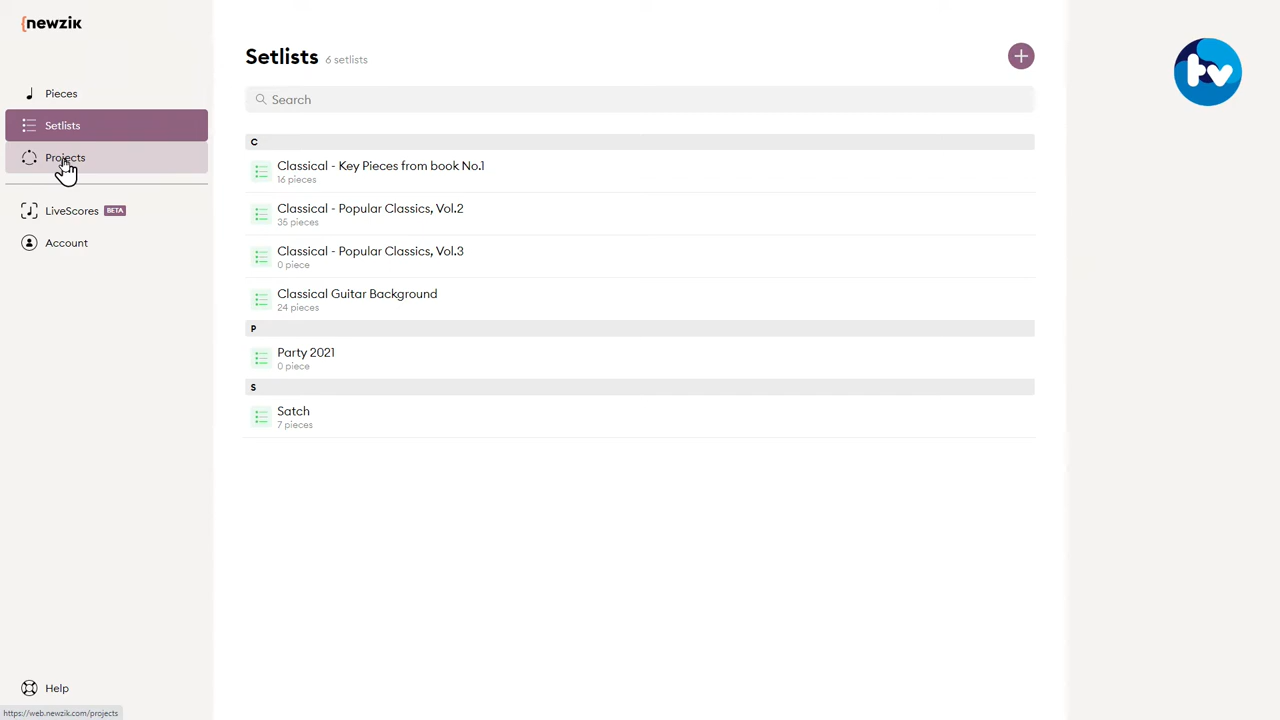 {newzik
Pieces
Setlists
Projects
LiveScores BETA
Account
Help
https://web.newzik.com/projects
Setlists 6 setlists
Search
C
Classical - Key Pieces from book No.1
16 pieces
Classical - Popular Classics, Vol.2
35 pieces
Classical - Popular Classics, Vol.3
0 piece
Classical Guitar Background
24 pieces
P
Party 2021
0 piece
S
Satch
7 pieces
tv